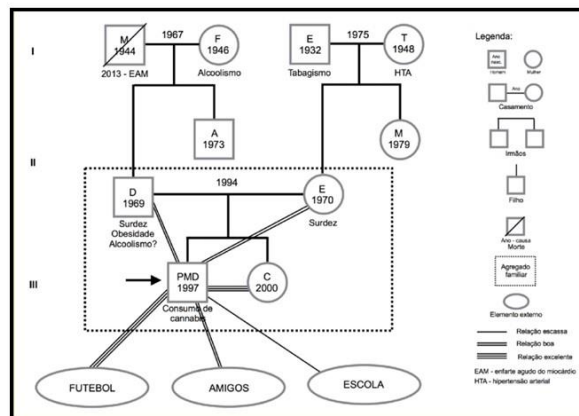 I
M
1944
1967
F
1946
E
1932
1975
T
1948
2013 - EAM
Alcoolismo
Tabagismo
HTA
A
1973
M
1979
II
D
1969
1994
E
1970
Surdez
Obesidade
Alcoolismo?
Surdez
III
PMD
1997
C
2000
Consumo de
cannabis
FUTEBOL
AMIGOS
ESCOLA
Legenda:
Ano
nasc.
Homem
Mulher
Ano
Casamento
Irmãos
Filho
Ano - causa
Morte
Agregado
familiar
Elemento externo
Relação escassa
Relação boa
Relação excelente
EAM - enfarte agudo do miocárdio
HTA - hipertensão arterial